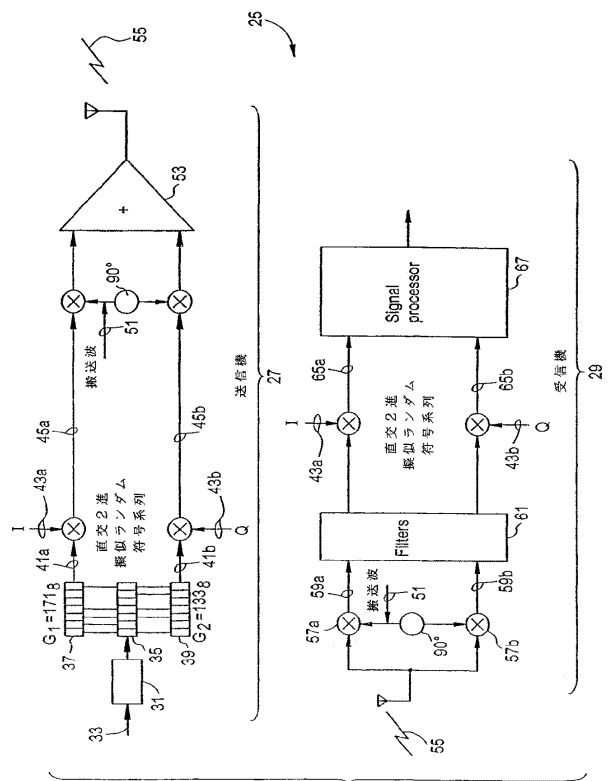 55
25
53
+
90°
51
搬送波
45a
45b
I
43a
43b
Q
直交2進
擬似ランダム
符号系列
41a
41b
G1=1718
G2=1338
37
35
39
31
33
送信機
27
67
Signal
processor
65a
65b
I
43a
43b
Q
直交2進
擬似ランダム
符号系列
61
Filters
59a
59b
搬送波
51
90°
57a
57b
55
受信機
29